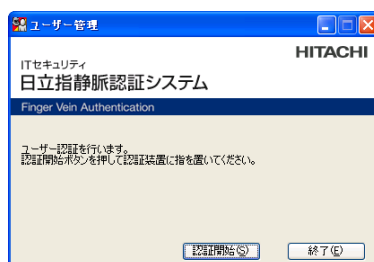 ユーザー管理
HITACHI
ITセキュリティ
日立指静脈認証システム
Finger Vein Authentication
ユーザー認証を行います。
認証開始ボタンを押して認証装置に指を置いてください。
認証開始(S) 終了(E)